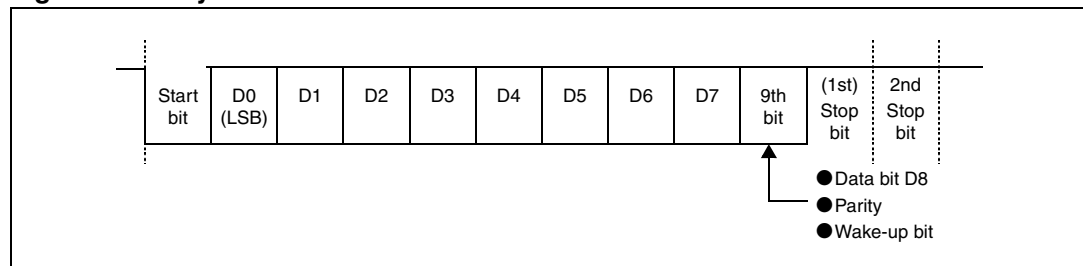 Start bit
D0 (LSB)
D1
D2
D3
D4
D5
D6
D7
9th bit
(1st) Stop bit
2nd Stop bit
●Data bit D8
●Parity
●Wake-up bit